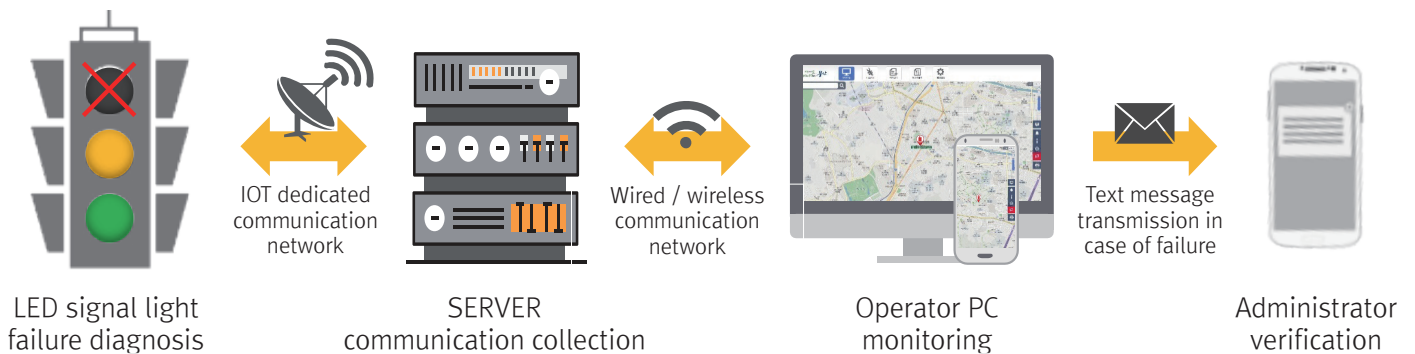 IOT dedicated
communication
network
Wired / wireless
communication
network
Text message
transmission in
case of failure
LED signal light
failure diagnosis
SERVER
communication collection
Operator PC
monitoring
Administrator
verification